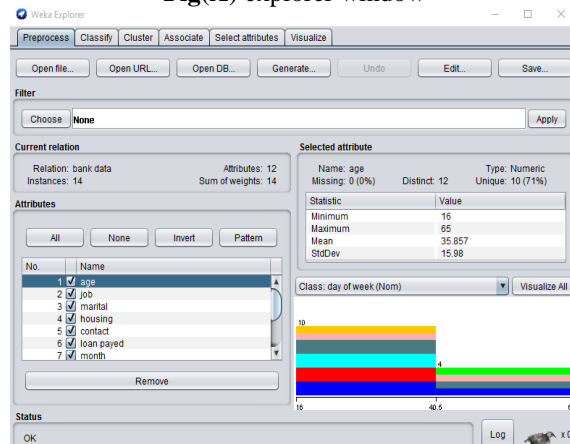 Fig(A) explorer window
Weka Explorer
Preprocess Classify Cluster Associate Select attributes Visualize
Open file... Open URL... Open DB... Generate... Undo Edit... Save...
Filter
Choose None Apply
Current relation
Relation: bank data Attributes: 12
Instances: 14 Sum of weights: 14
Selected attribute
Name: age Type: Numeric
Missing: 0 (0%) Distinct: 12 Unique: 10 (71%)
Statistic Value
Minimum 16
Maximum 65
Mean 35.857
StdDev 15.98
Attributes
All None Invert Pattern
No. Name
1 age
2 job
3 marital
4 housing
5 contact
6 loan payed
7 month
Remove
Class: day of week (Nom) Visualize All
10
4
16 40.5
Status
OK
Log x 0